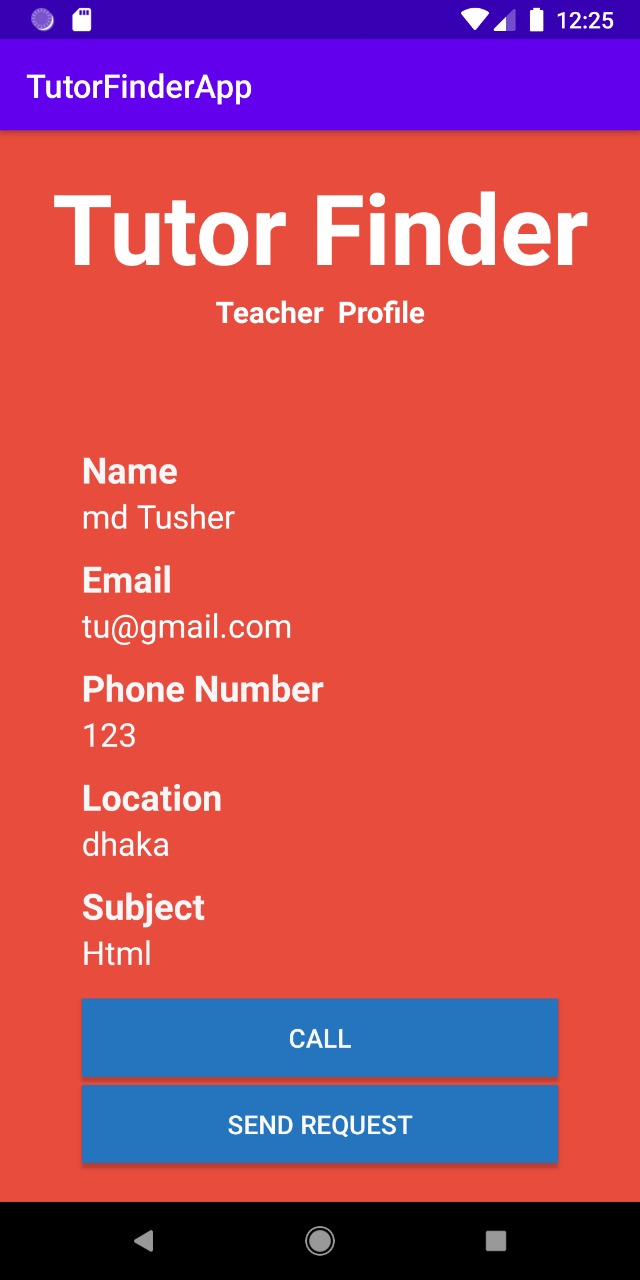 12:25
TutorFinderApp
Tutor Finder
Teacher Profile
Name
md Tusher
Email
tu@gmail.com
Phone Number
123
Location
dhaka
Subject
Html
CALL
SEND REQUEST